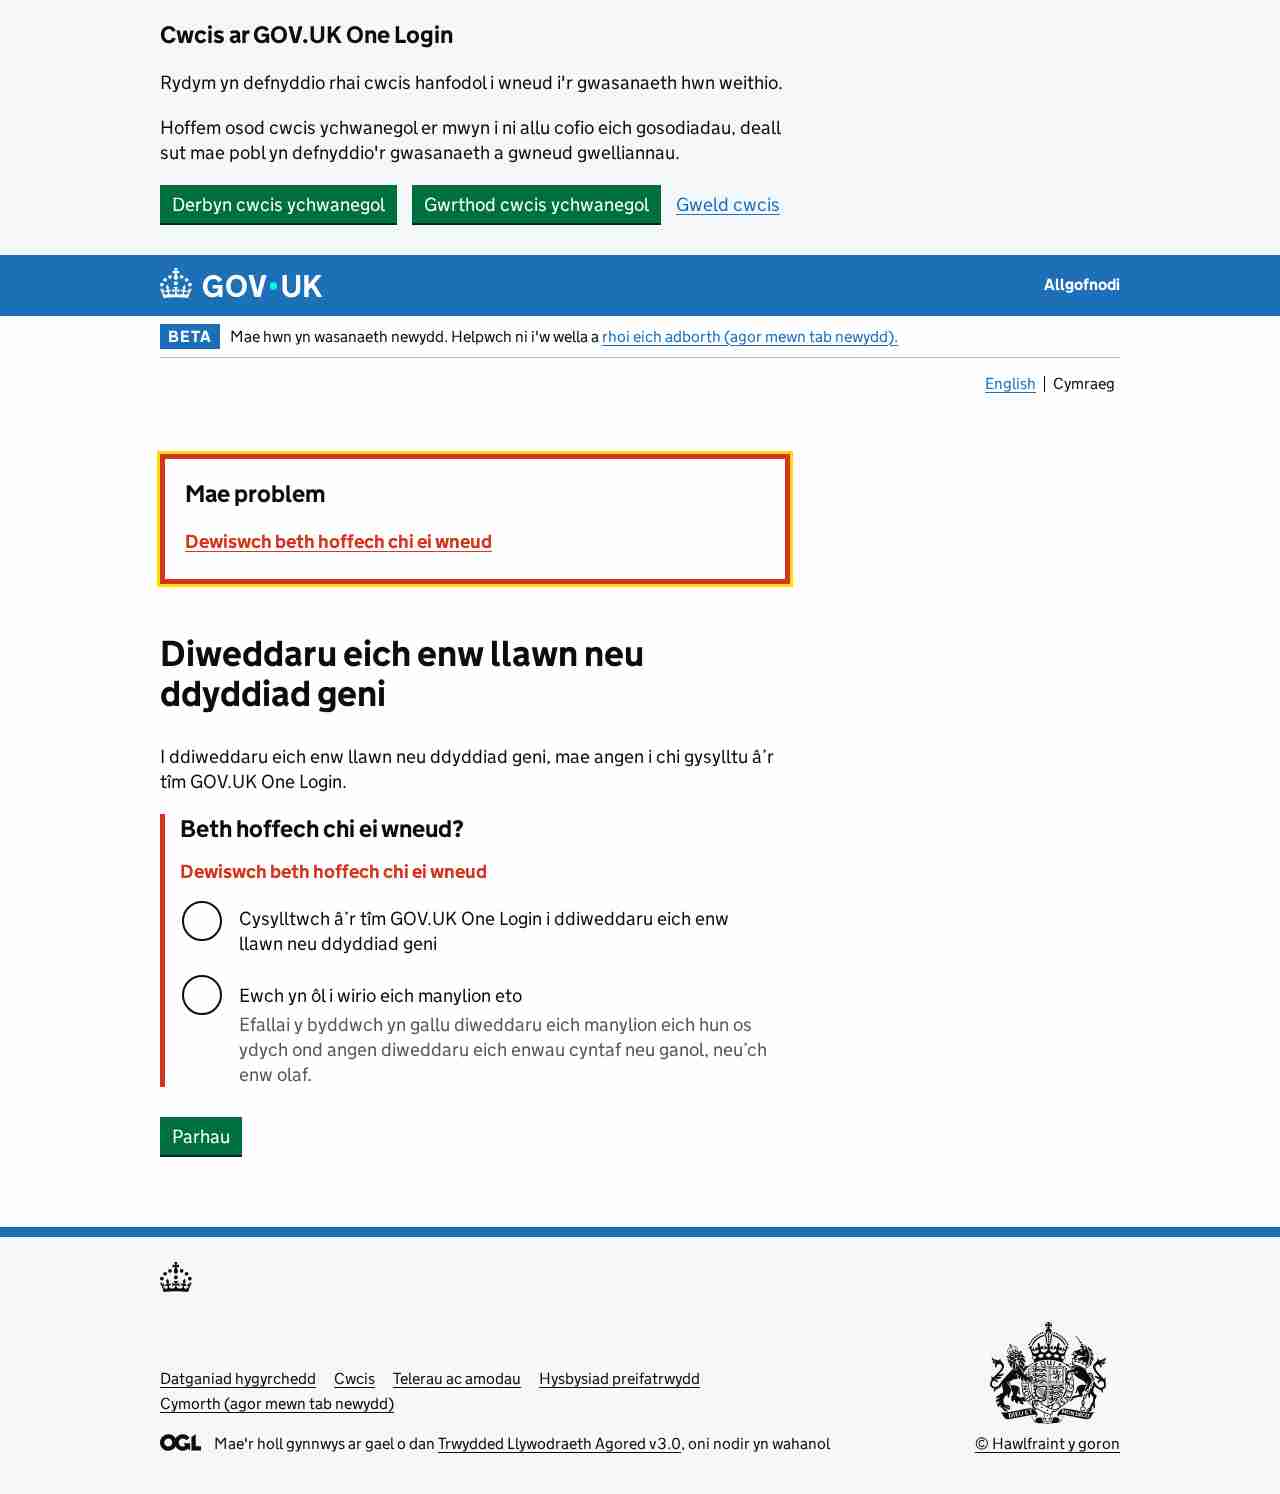 Cwcis ar GOV.UK One Login
Rydym yn defnyddio rhai cwcis hanfodol i wneud i'r gwasanaeth hwn weithio.
Hoffem osod cwcis ychwanegol er mwyn i ni allu cofio eich gosodiadau, deall
sut mae pobl yn defnyddio'r gwasanaeth a gwneud gwelliannau.
Derbyn cwcis ychwanegol Gwrthod cwcis ychwanegol Gweld cwcis
GOV·UK Allgofnodi
BETA Mae hwn yn wasanaeth newydd. Helpwch ni i'w wella a rhoi eich adborth (agor mewn tab newydd).
English Cymraeg
Mae problem
Dewiswch beth hoffech chi ei wneud
Diweddaru eich enw llawn neu
ddyddiad geni
I ddiweddaru eich enw llawn neu ddyddiad geni, mae angen i chi gysylltu â’r
tîm GOV.UK One Login.
Beth hoffech chi ei wneud?
Dewiswch beth hoffech chi ei wneud
Cysylltwch â’r tîm GOV.UK One Login i ddiweddaru eich enw
llawn neu ddyddiad geni
Ewch yn ôl i wirio eich manylion eto
Efallai y byddwch yn gallu diweddaru eich manylion eich hun os
ydych ond angen diweddaru eich enwau cyntaf neu ganol, neu’ch
enw olaf.
Parhau
Datganiad hygyrchedd Cwcis Telerau ac amodau Hysbysiad preifatrwydd
Cymorth (agor mewn tab newydd)
OGL Mae'r holl gynnwys ar gael o dan Trwydded Llywodraeth Agored v3.0, oni nodir yn wahanol
© Hawlfraint y goron